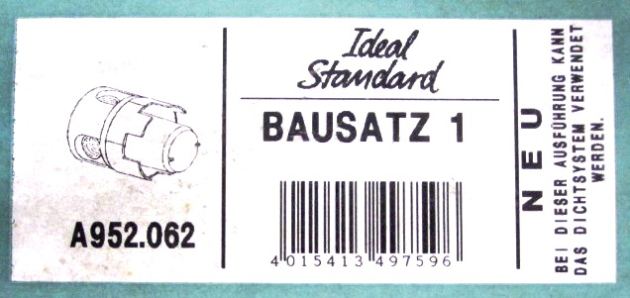 A952.062
Ideal
Standard
BAUSATZ 1
4 015413 497596
NEU
BEI DIESER AUSFÜHRUNG KANN
DAS DICHTSYSTEM VERWENDET
WERDEN.